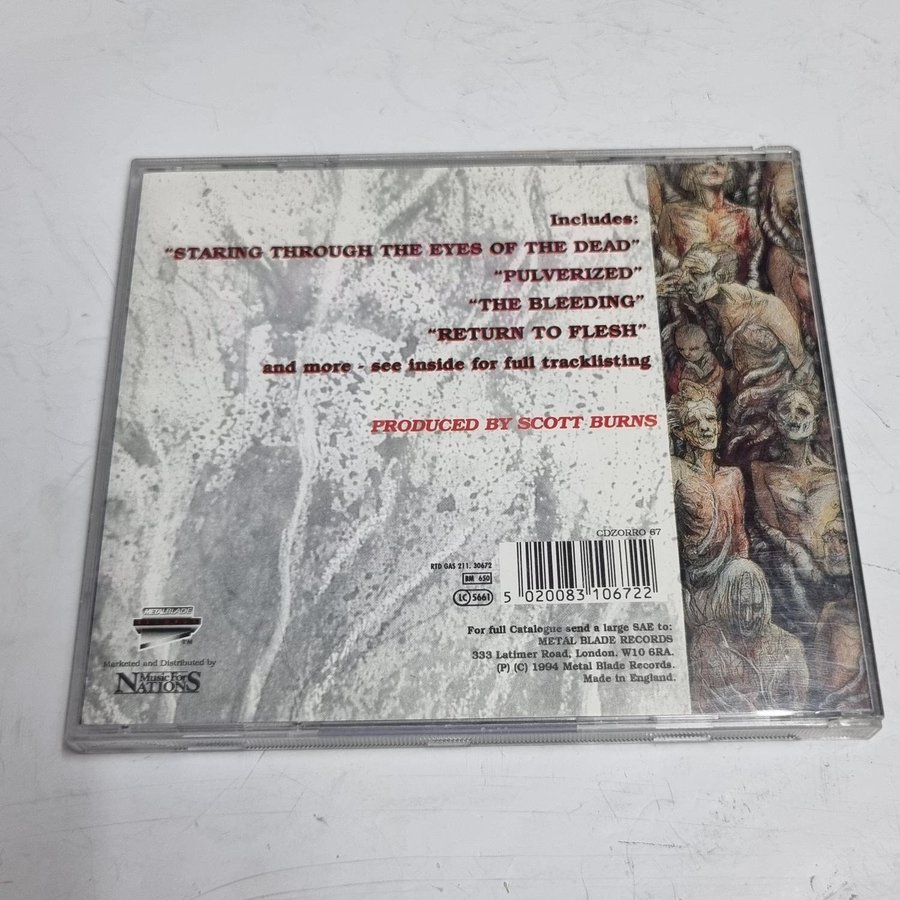 Includes:
"STARING THROUGH THE EYES OF THE DEAD"
"PULVERIZED"
"THE BLEEDING"
"RETURN TO FLESH"
and more - see inside for full tracklisting
PRODUCED BY SCOTT BURNS
CDZORRO 67
RTD GAS 211. 30672
BM 650
LC 5661
5 020083 106722
For full Catalogue send a large SAE to:
METAL BLADE RECORDS
333 Latimer Road, London. W10 6RA.
(P) (C) 1994 Metal Blade Records.
Made in England.
METALBLADE
TM
Marketed and Distributed by
Music For
NATIONS